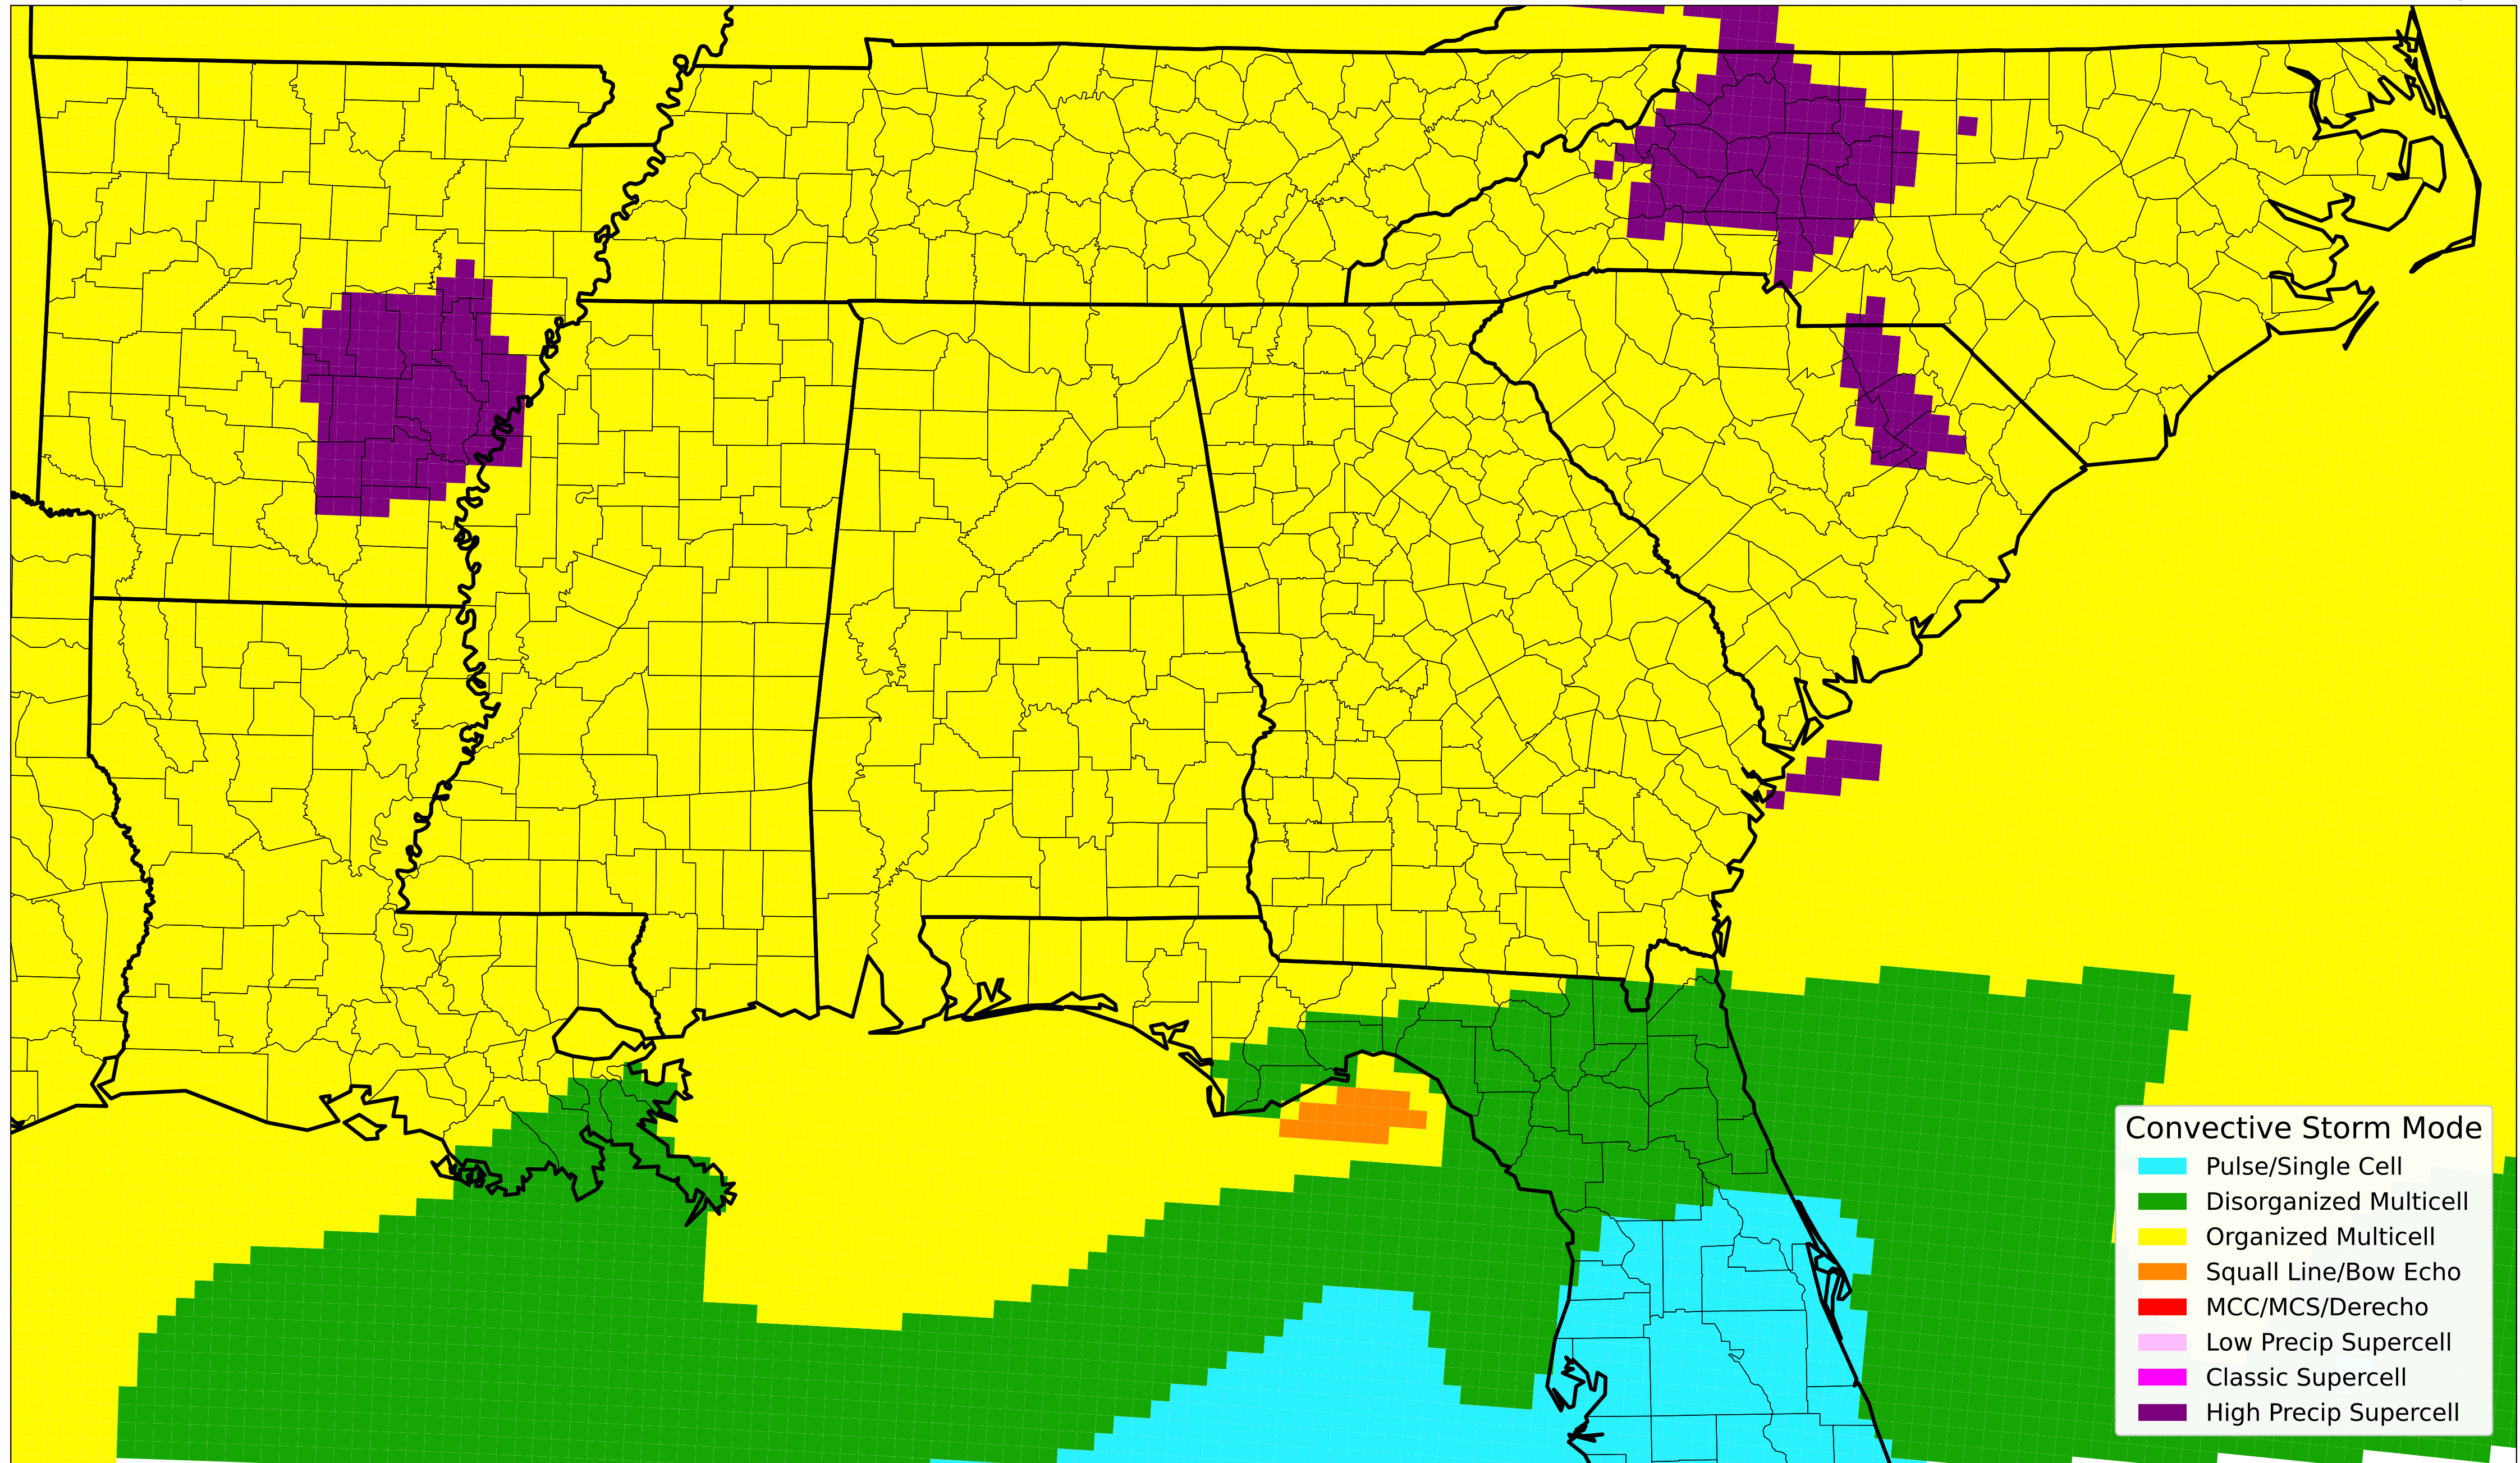 Convective Storm Mode
Pulse/Single Cell
Disorganized Multicell
Organized Multicell
Squall Line/Bow Echo
MCC/MCS/Derecho
Low Precip Supercell
Classic Supercell
High Precip Supercell